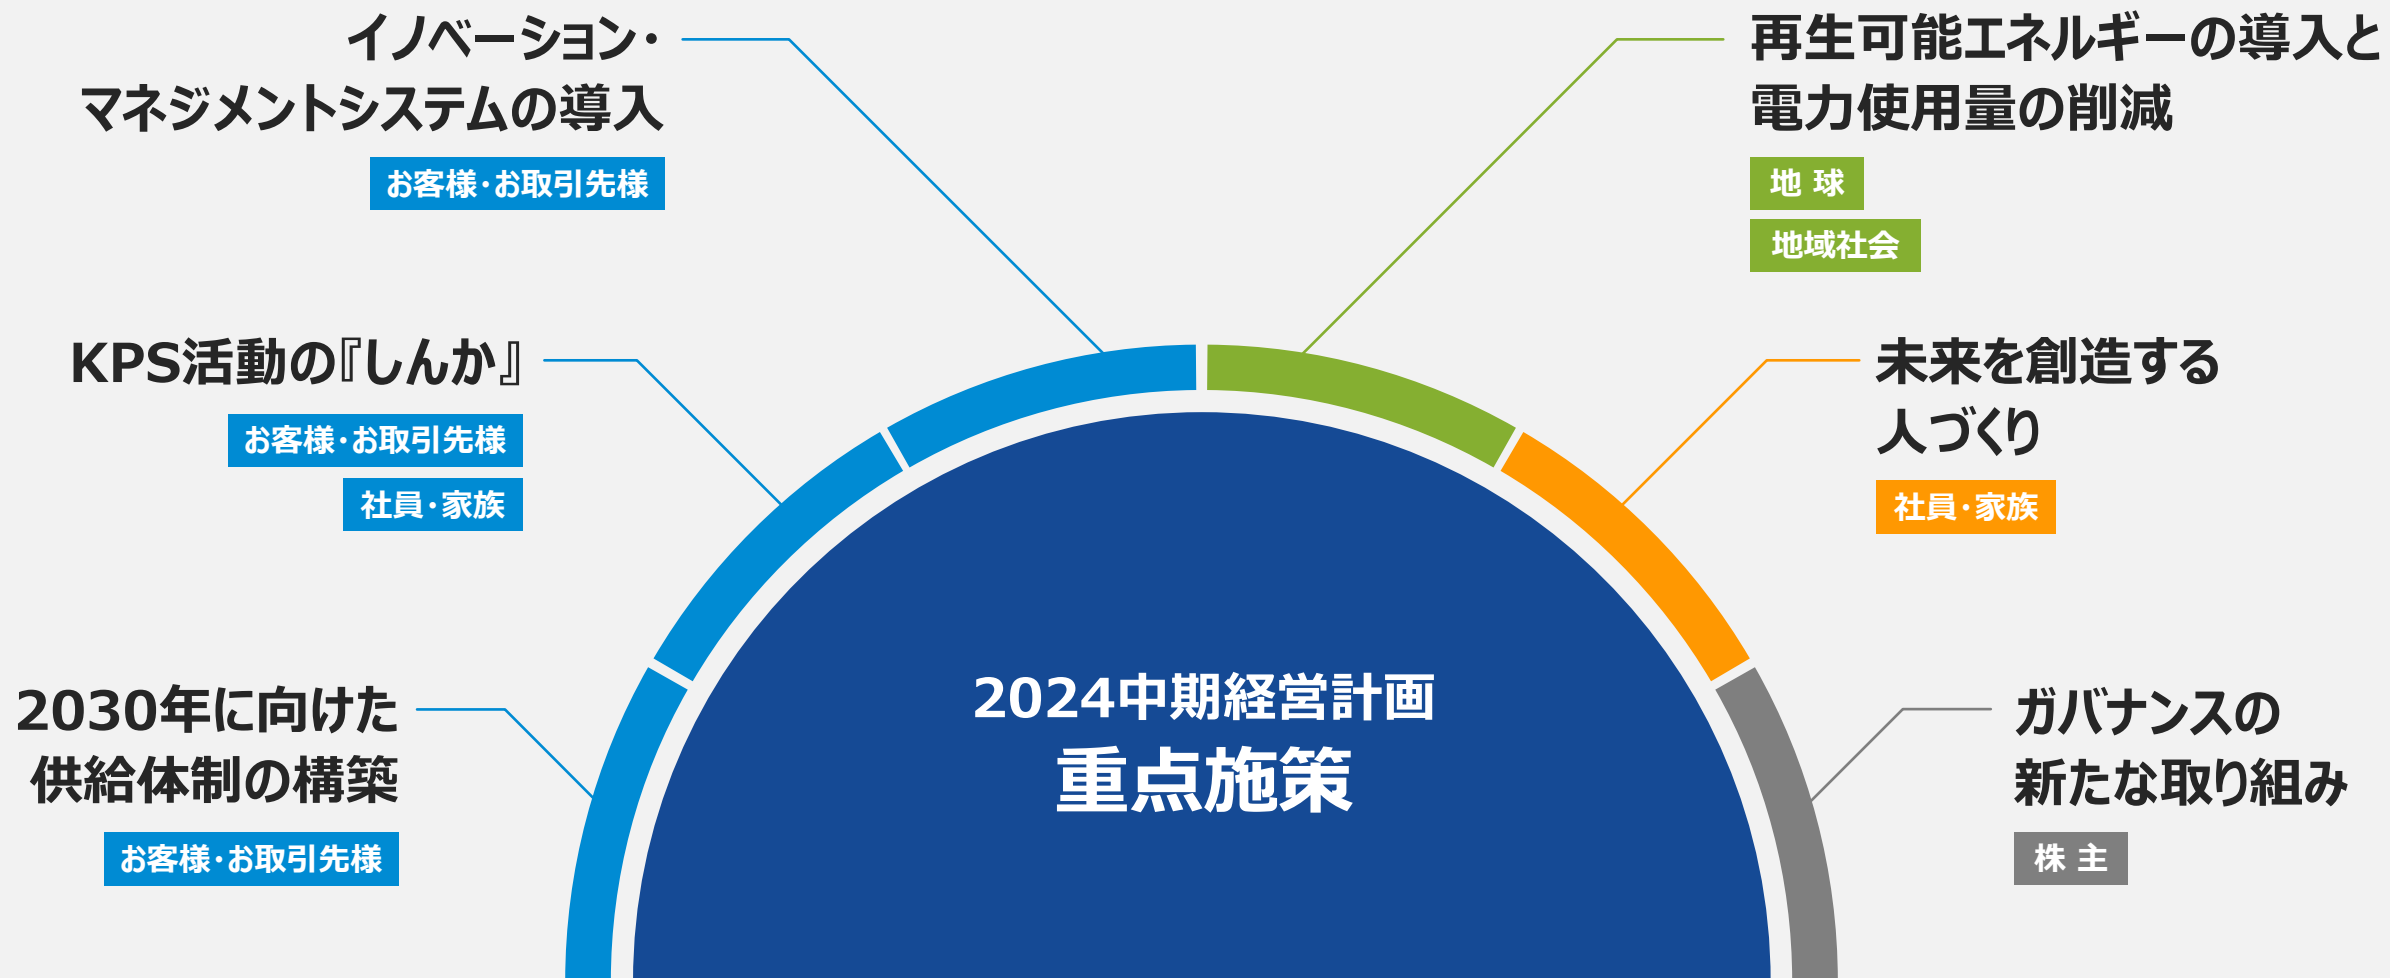 イノベーション・
マネジメントシステムの導入
お客様・お取引先様
KPS活動の『しんか』
お客様・お取引先様
社員・家族
2030年に向けた
供給体制の構築
お客様・お取引先様
2024中期経営計画
重点施策
再生可能エネルギーの導入と
電力使用量の削減
地 球
地域社会
未来を創造する
人づくり
社員・家族
ガバナンスの
新たな取り組み
株 主